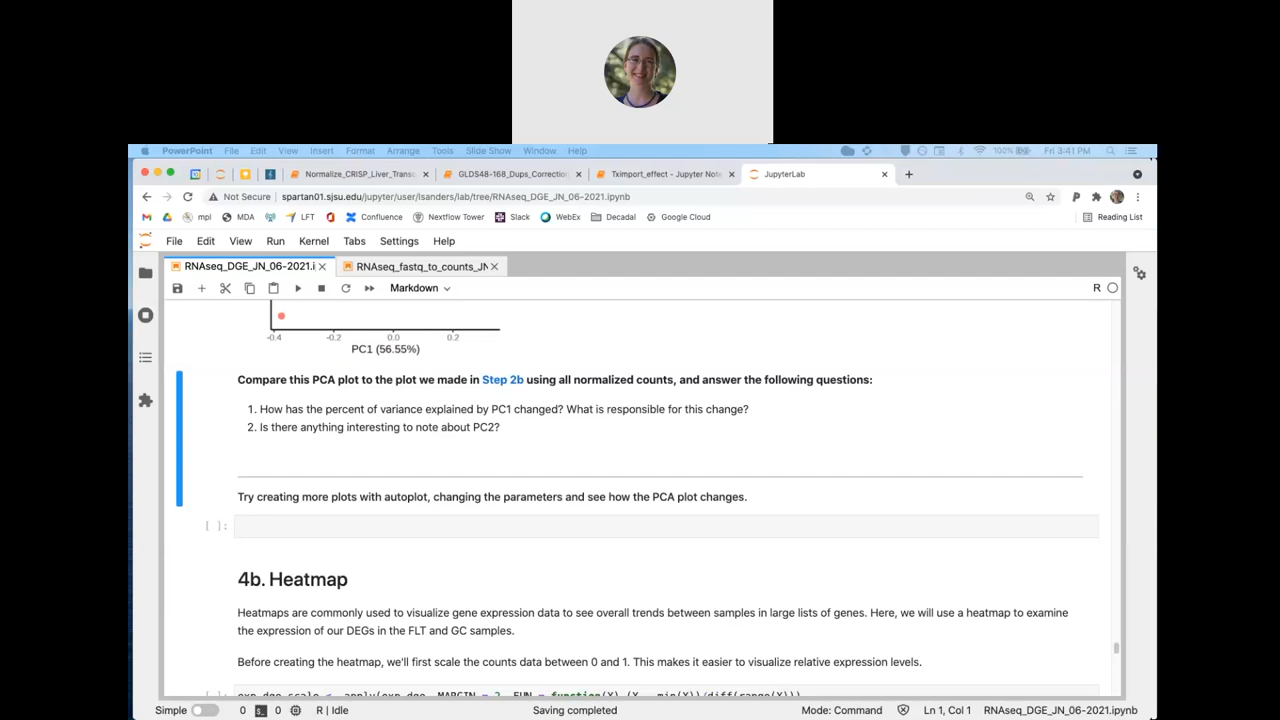 PowerPoint File Edit View Insert Format Arrange Tools Slide Show Window Help 100% Fri 3:41 PM
Normalize_CRISP_Liver_Transc GLDS48-168_Dups_Correction Tximport_effect - Jupyter Note JupyterLab
Not Secure spartan01.sjsu.edu/jupyter/user/lsanders/lab/tree/RNAseq_DGE_JN_06-2021.ipynb
mpl MDA LFT Confluence Nextflow Tower Slack WebEx Decadal Google Cloud Reading List
File Edit View Run Kernel Tabs Settings Help
RNAseq_DGE_JN_06-2021.i RNAseq_fastq_to_counts_JN
Markdown R
-0.4 -0.2 0.0 0.2
PC1 (56.55%)
Compare this PCA plot to the plot we made in Step 2b using all normalized counts, and answer the following questions:
1. How has the percent of variance explained by PC1 changed? What is responsible for this change?
2. Is there anything interesting to note about PC2?
Try creating more plots with autoplot, changing the parameters and see how the PCA plot changes.
[ ]:
4b. Heatmap
Heatmaps are commonly used to visualize gene expression data to see overall trends between samples in large lists of genes. Here, we will use a heatmap to examine
the expression of our DEGs in the FLT and GC samples.
Before creating the heatmap, we'll first scale the counts data between 0 and 1. This makes it easier to visualize relative expression levels.
Simple 0 0 R | Idle Saving completed Mode: Command Ln 1, Col 1 RNAseq_DGE_JN_06-2021.ipynb